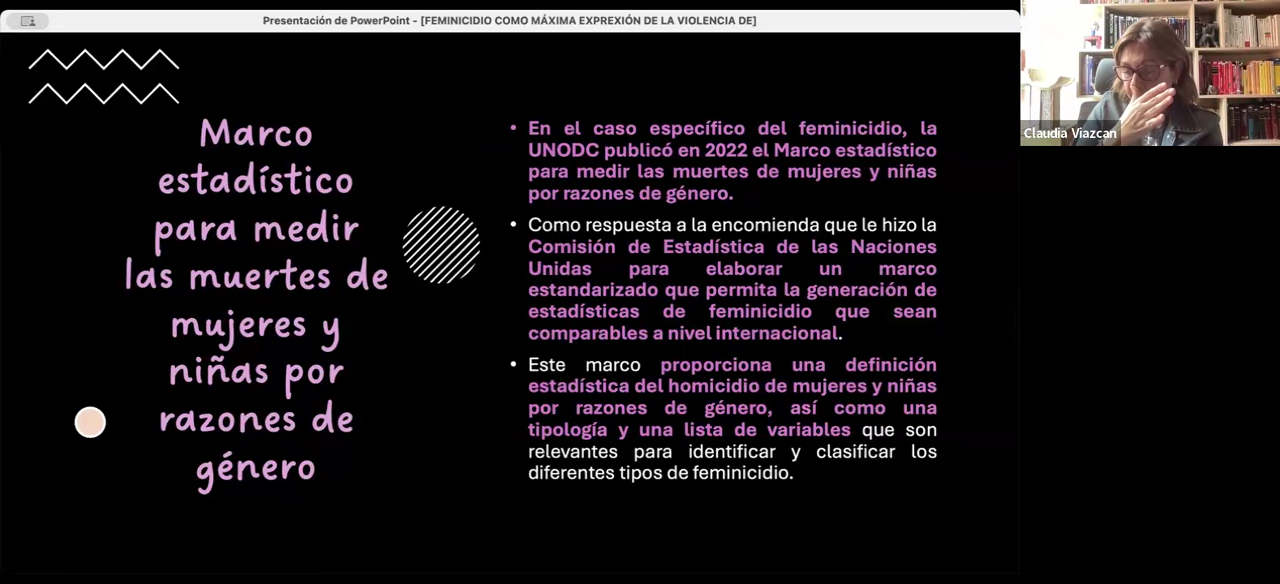 Presentación de PowerPoint - [FEMINICIDIO COMO MÁXIMA EXPREXIÓN DE LA VIOLENCIA DE]
Marco
estadístico
para medir
las muertes de
mujeres y
niñas por
razones de
género
• En el caso específico del feminicidio, la
UNODC publicó en 2022 el Marco estadístico
para medir las muertes de mujeres y niñas
por razones de género.
• Como respuesta a la encomienda que le hizo la
Comisión de Estadística de las Naciones
Unidas para elaborar un marco
estandarizado que permita la generación de
estadísticas de feminicidio que sean
comparables a nivel internacional.
• Este marco proporciona una definición
estadística del homicidio de mujeres y niñas
por razones de género, así como una
tipología y una lista de variables que son
relevantes para identificar y clasificar los
diferentes tipos de feminicidio.
Claudia Viazcan